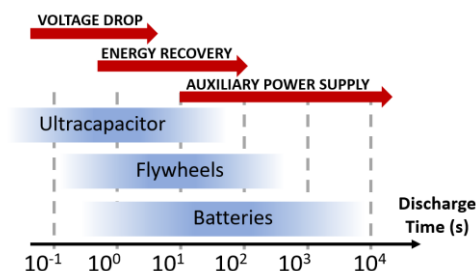 VOLTAGE DROP
ENERGY RECOVERY
AUXILIARY POWER SUPPLY
Ultracapacitor
Flywheels
Batteries
Discharge
Time (s)
10⁻¹ 10⁰ 10¹ 10² 10³ 10⁴